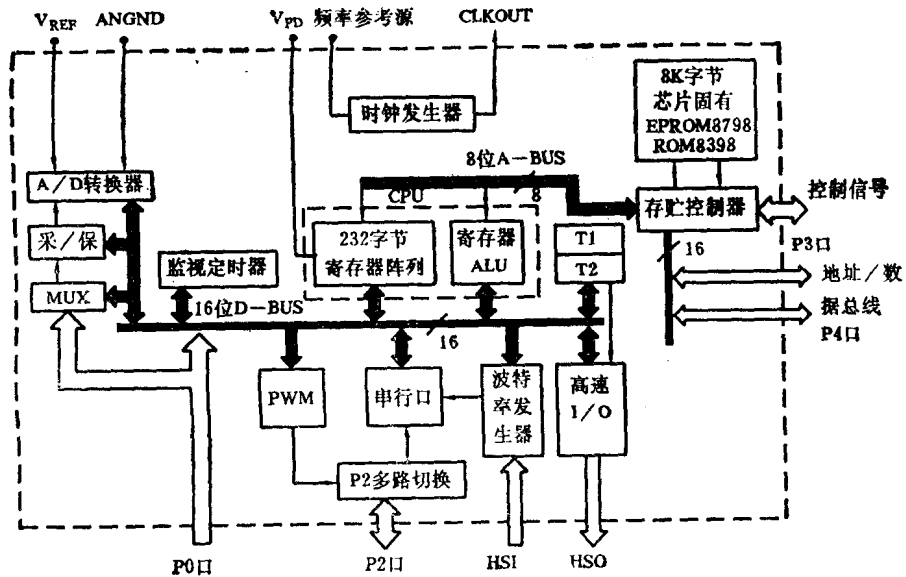 V_REF ANGND V_PD 频率参考源 CLKOUT
时钟发生器
8K字节
芯片固有
EPROM8798
ROM8398
8位A-BUS
8
A/D转换器
CPU
存贮控制器
控制信号
采/保
232字节
寄存器阵列
寄存器
ALU
T1
T2
16
P3口
监视定时器
地址/数
MUX
16位D-BUS
据总线
P4口
16
PWM
串行口
波特
率发
生器
高速
I/O
P2多路切换
P0口
P2口
HSI
HSO